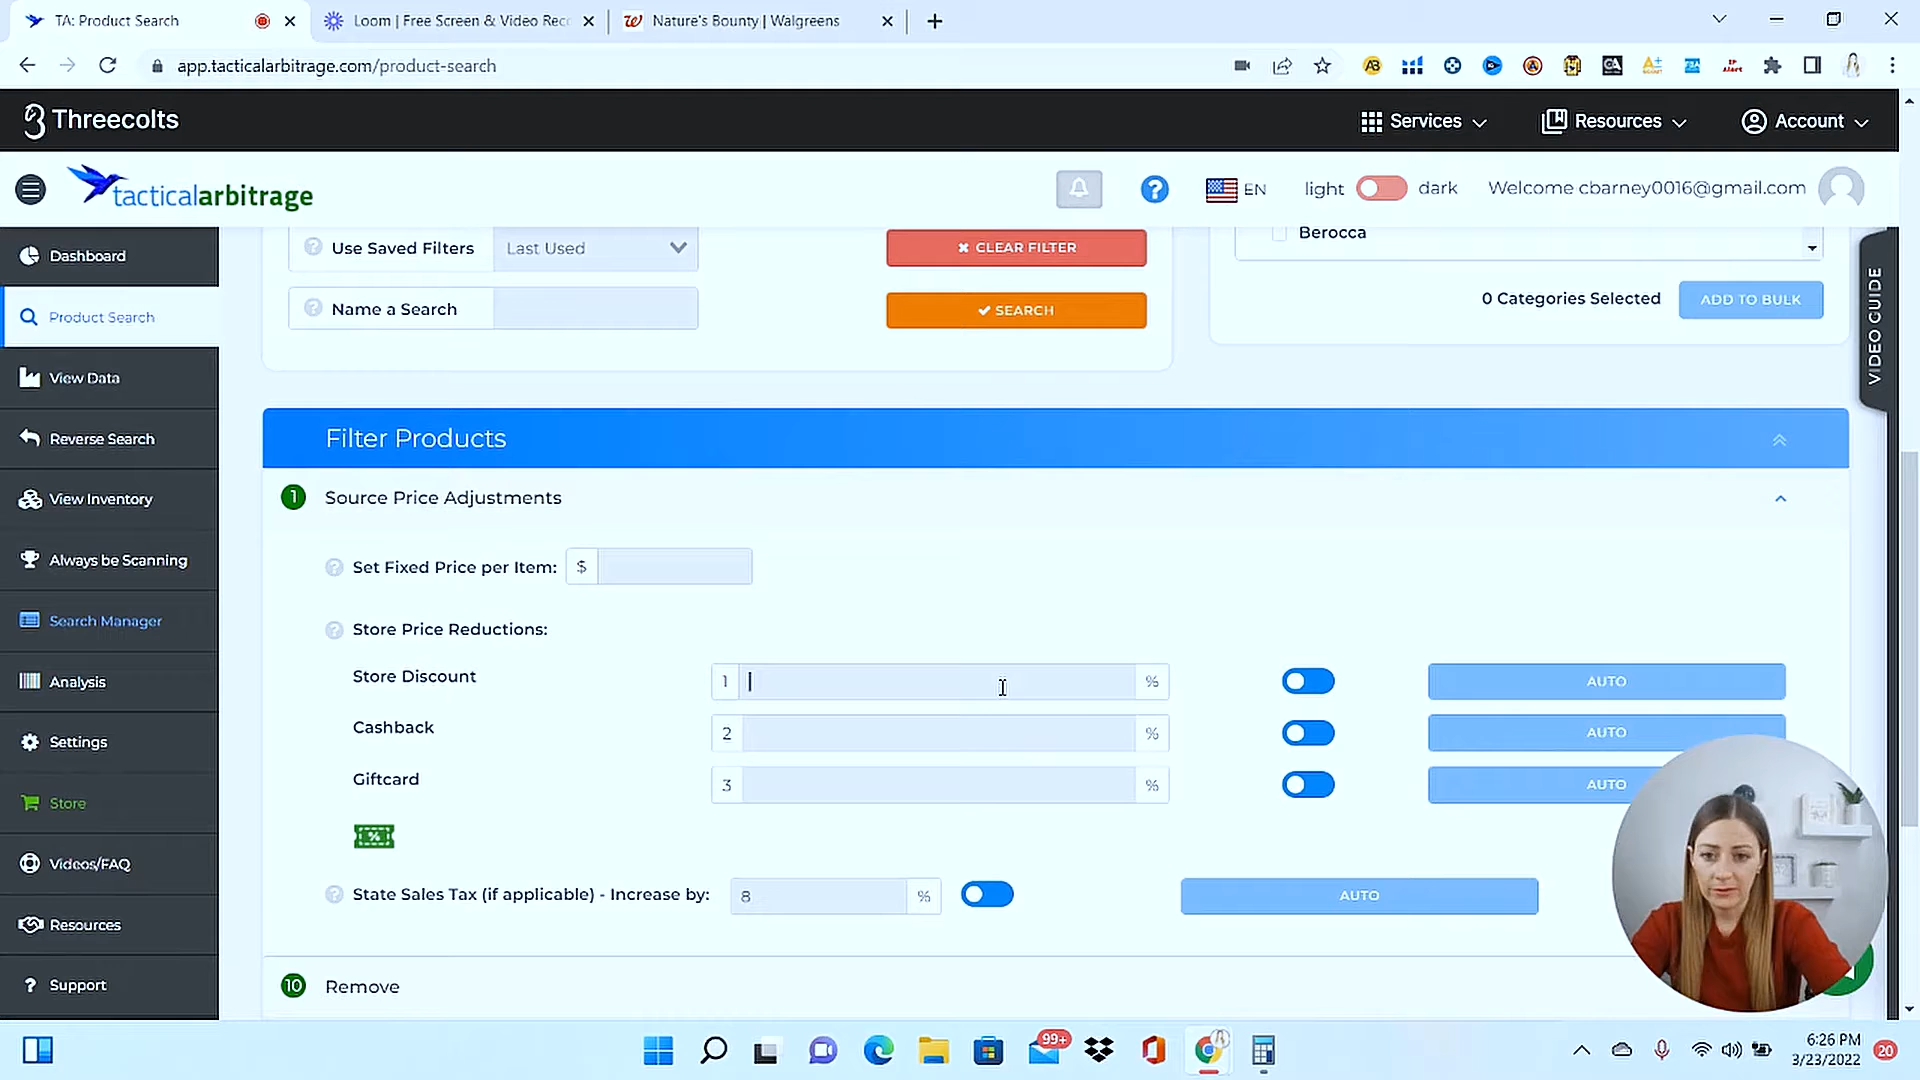 TA: Product Search
Loom | Free Screen & Video Rec
Nature's Bounty | Walgreens
app.tacticalarbitrage.com/product-search
Threecolts
Services
Resources
Account
tacticalarbitrage
EN
light
dark
Welcome cbarney0016@gmail.com
Dashboard
Product Search
View Data
Reverse Search
View Inventory
Always be Scanning
Search Manager
Analysis
Settings
Store
Videos/FAQ
Resources
Support
Use Saved Filters
Last Used
CLEAR FILTER
Name a Search
SEARCH
Berocca
0 Categories Selected
ADD TO BULK
VIDEO GUIDE
Filter Products
1 Source Price Adjustments
Set Fixed Price per Item: $
Store Price Reductions:
Store Discount 1 % AUTO
Cashback 2 % AUTO
Giftcard 3 % AUTO
%
State Sales Tax (if applicable) - Increase by: 8 % AUTO
10 Remove
99+
6:26 PM
3/23/2022
20